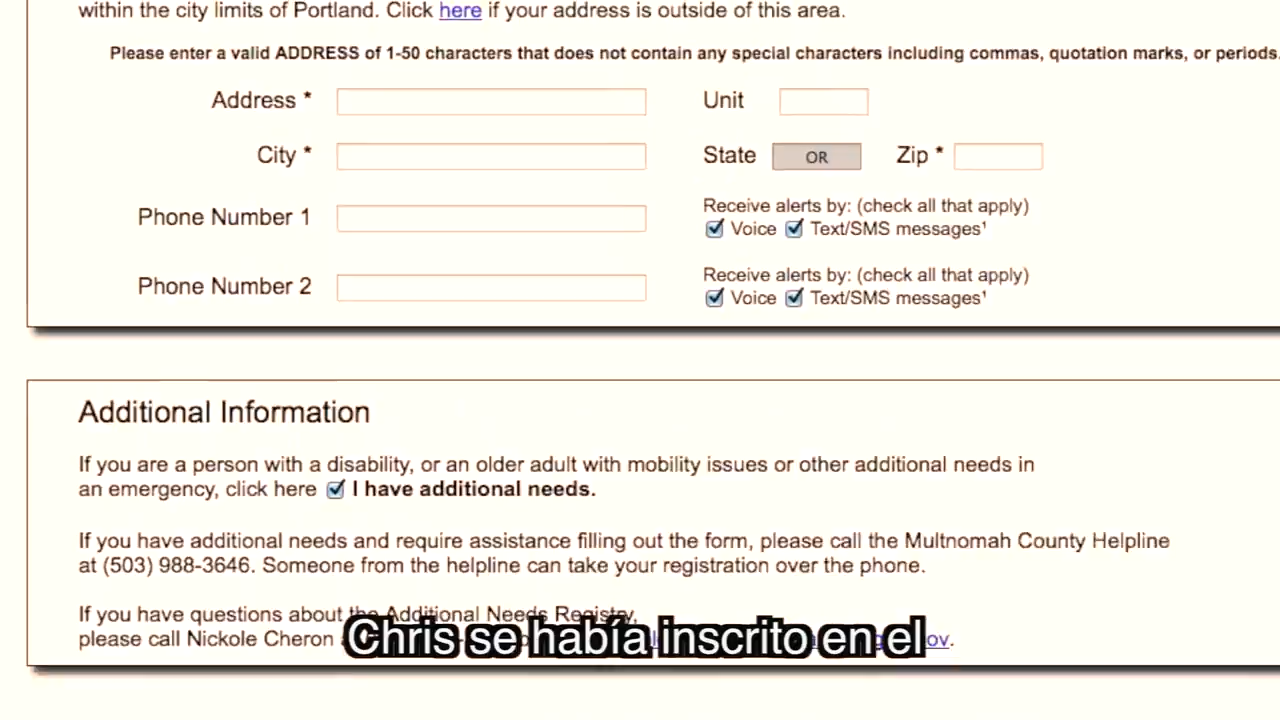 within the city limits of Portland. Click here if your address is outside of this area.
Please enter a valid ADDRESS of 1-50 characters that does not contain any special characters including commas, quotation marks, or periods.
Address * Unit
City * State OR Zip *
Phone Number 1 Receive alerts by: (check all that apply)
Voice Text/SMS messages¹
Phone Number 2 Receive alerts by: (check all that apply)
Voice Text/SMS messages¹
Additional Information
If you are a person with a disability, or an older adult with mobility issues or other additional needs in
an emergency, click here I have additional needs.
If you have additional needs and require assistance filling out the form, please call the Multnomah County Helpline
at (503) 988-3646. Someone from the helpline can take your registration over the phone.
If you have questions about the Additional Needs Registry,
please call Nickole Cheron ov.
Chris se había inscrito en el